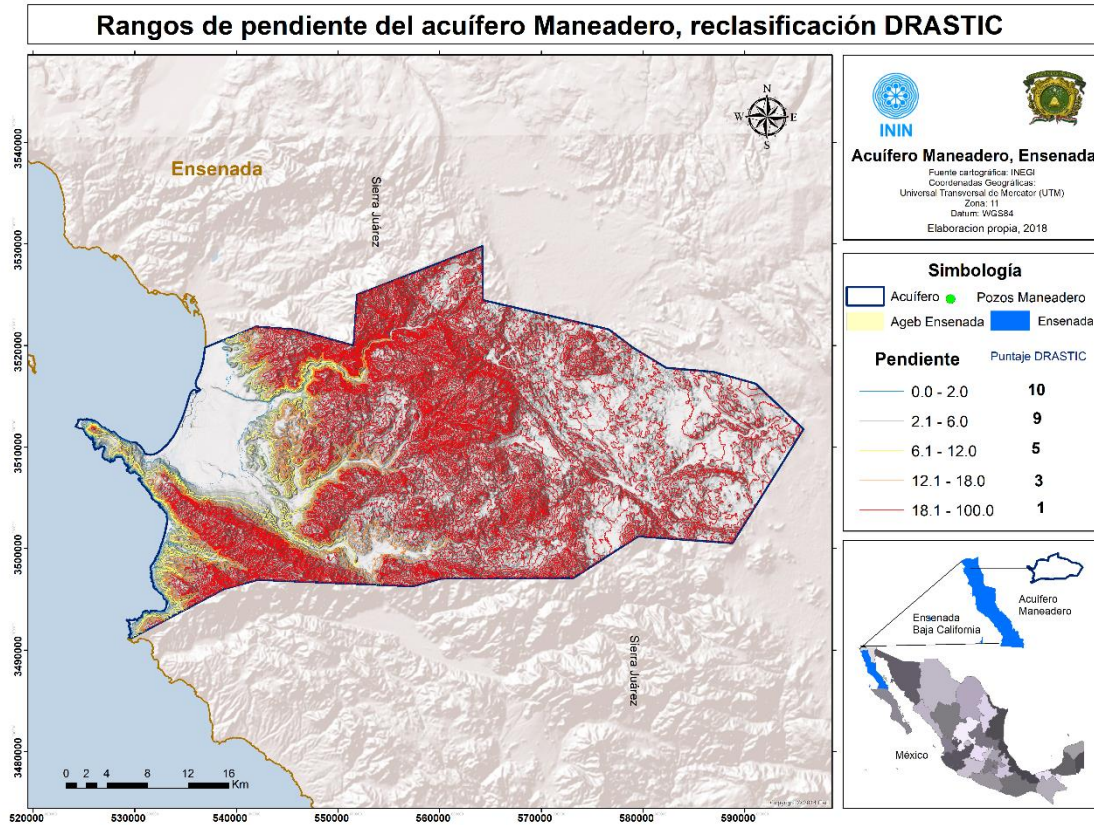 Rangos de pendiente del acuífero Maneadero, reclasificación DRASTIC
ININ
Acuífero Maneadero, Ensenada
Fuente cartográfica: INEGI
Coordenadas Geográficas:
Universal Transversal de Mercator (UTM)
Zona: 11
Datum: WGS84
Elaboracion propia, 2018
Simbología
Acuífero Pozos Maneadero
Ageb Ensenada Ensenada
Pendiente Puntaje DRASTIC
0.0 - 2.0 10
2.1 - 6.0 9
6.1 - 12.0 5
12.1 - 18.0 3
18.1 - 100.0 1
Ensenada
Baja California
Acuífero
Maneadero
México
N
W E
S
Ensenada
Sierra Juárez
Sierra Juárez
0 2 4 8 12 16
Km
3540000
3530000
3520000
3510000
3500000
3490000
3480000
520000 530000 540000 550000 560000 570000 580000 590000